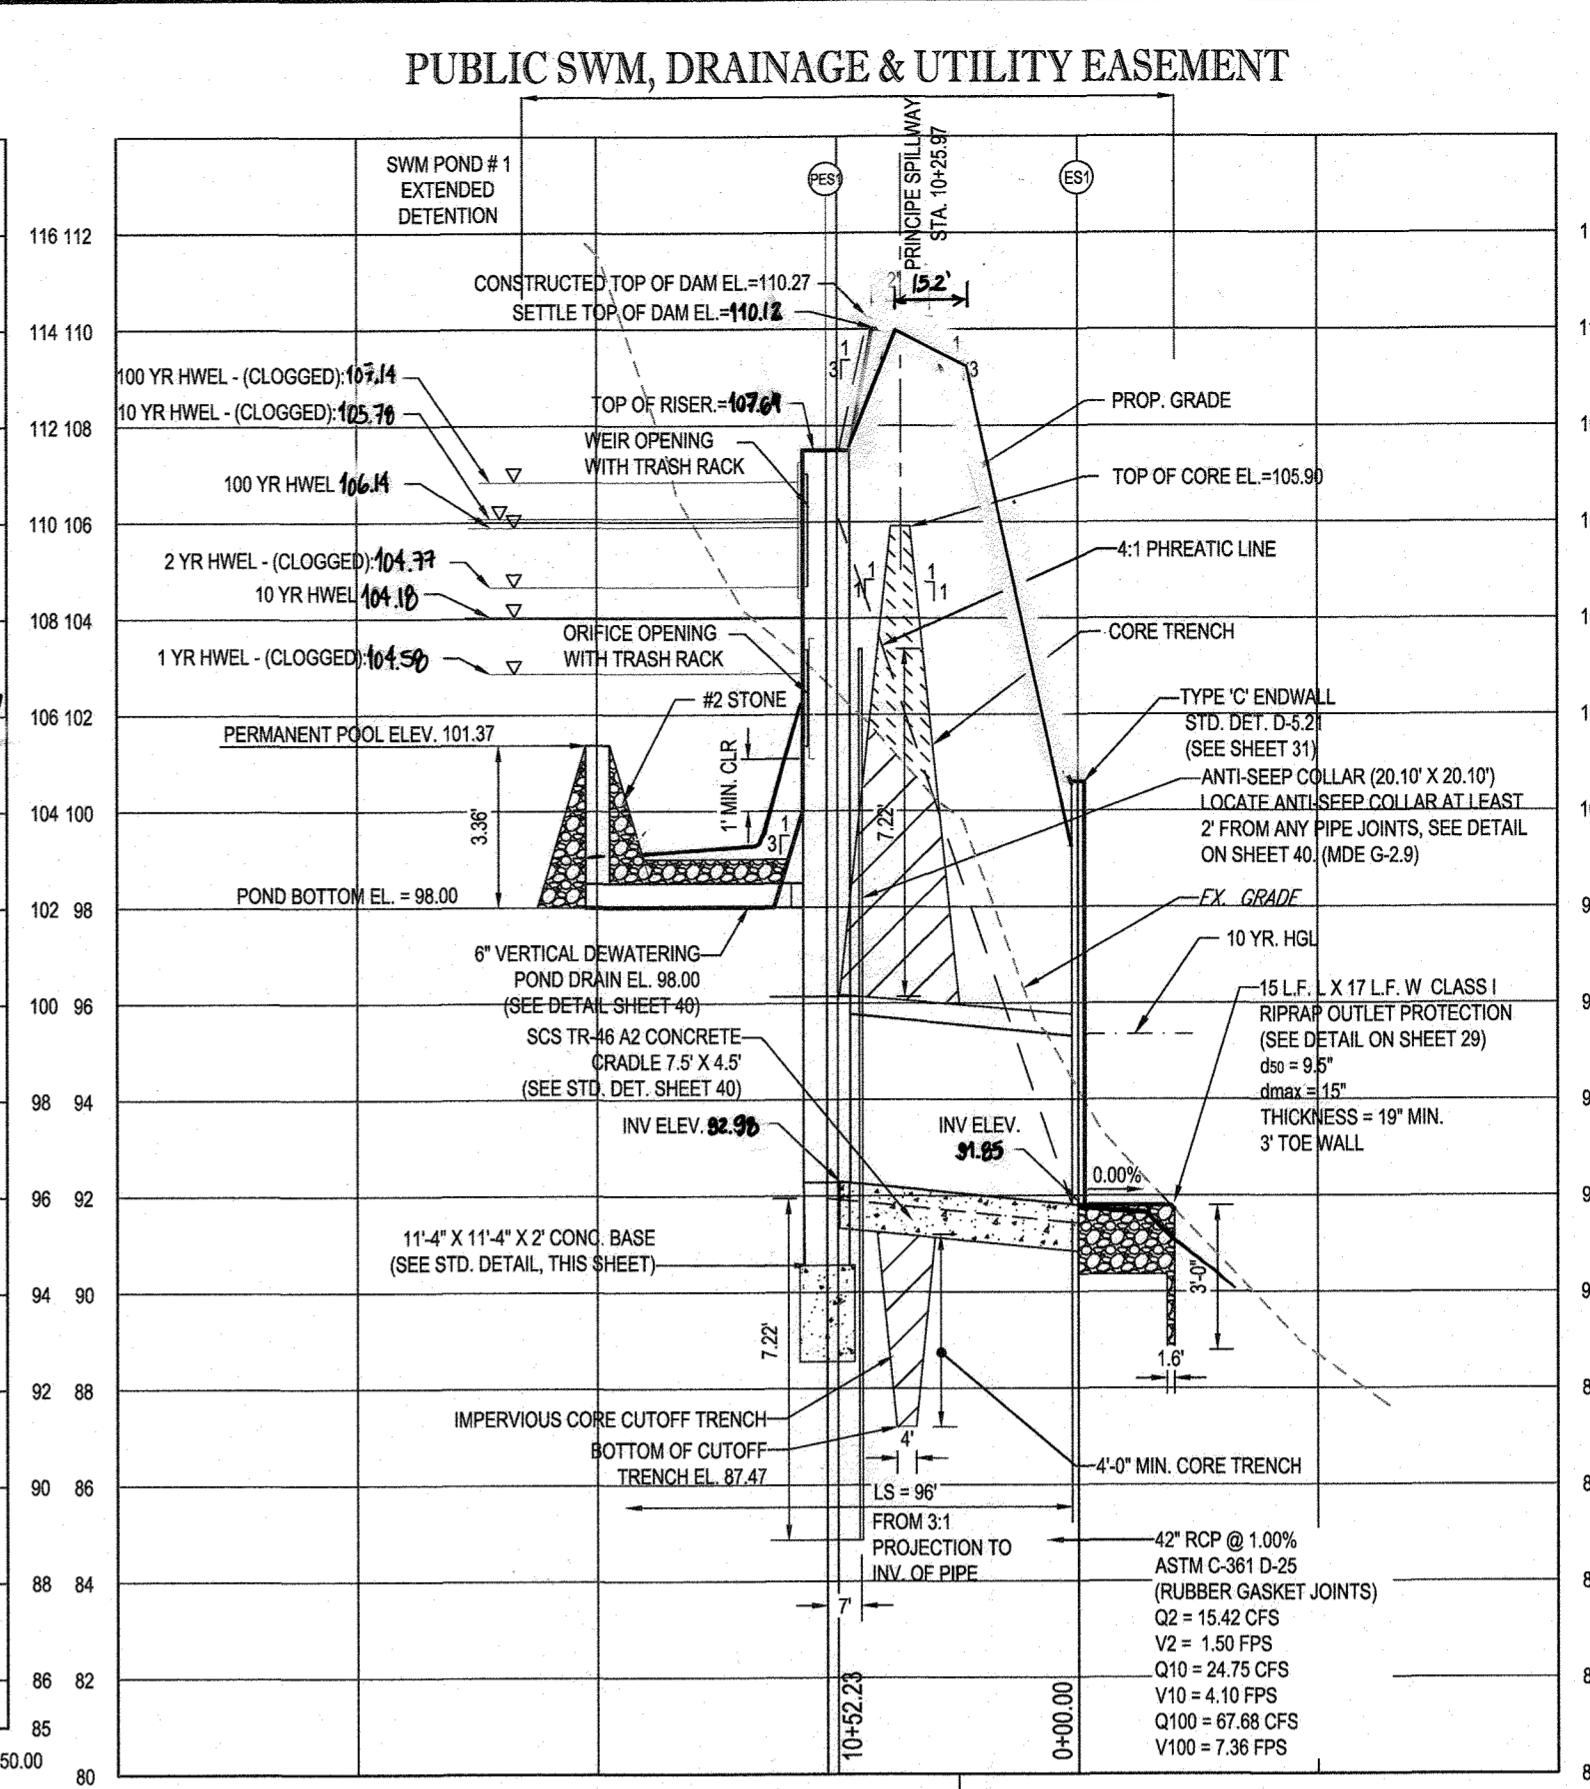 PUBLIC SWM, DRAINAGE & UTILITY EASEMENT
SWM POND # 1
EXTENDED
DETENTION
PES1
PRINCIPE SPILLWAY
STA. 10+25.97
ES1
116 112
CONSTRUCTED TOP OF DAM EL.=110.27
2'
15.2'
SETTLE TOP OF DAM EL.=110.12
114 110
1
3
1
3
100 YR HWEL - (CLOGGED):107.14
10 YR HWEL - (CLOGGED):105.78
TOP OF RISER.=107.64
PROP. GRADE
112 108
WEIR OPENING
WITH TRASH RACK
100 YR HWEL 106.14
TOP OF CORE EL.=105.90
110 106
2 YR HWEL - (CLOGGED):104.77
4:1 PHREATIC LINE
10 YR HWEL 104.18
1
1
1
1
108 104
ORIFICE OPENING
WITH TRASH RACK
CORE TRENCH
1 YR HWEL - (CLOGGED):104.58
#2 STONE
TYPE 'C' ENDWALL
STD. DET. D-5.21
(SEE SHEET 31)
106 102
PERMANENT POOL ELEV. 101.37
1' MIN. CLR
ANTI-SEEP COLLAR (20.10' X 20.10')
LOCATE ANTI-SEEP COLLAR AT LEAST
2' FROM ANY PIPE JOINTS, SEE DETAIL
ON SHEET 40. (MDE G-2.9)
104 100
3.36'
1
3
7.22'
POND BOTTOM EL. = 98.00
EX. GRADE
102 98
10 YR. HGL
6" VERTICAL DEWATERING
POND DRAIN EL. 98.00
(SEE DETAIL SHEET 40)
15 L.F. L X 17 L.F. W CLASS I
RIPRAP OUTLET PROTECTION
(SEE DETAIL ON SHEET 29)
d50 = 9.5"
dmax = 15"
THICKNESS = 19" MIN.
3' TOE WALL
100 96
SCS TR-46 A2 CONCRETE
CRADLE 7.5' X 4.5'
(SEE STD. DET. SHEET 40)
98 94
INV ELEV. 92.98
INV ELEV.
91.85
0.00%
96 92
11'-4" X 11'-4" X 2' CONC. BASE
(SEE STD. DETAIL, THIS SHEET)
3'-0"
94 90
7.22'
1.6'
92 88
IMPERVIOUS CORE CUTOFF TRENCH
BOTTOM OF CUTOFF
TRENCH EL. 87.47
4'
4'-0" MIN. CORE TRENCH
90 86
LS = 96'
FROM 3:1
PROJECTION TO
INV. OF PIPE
42" RCP @ 1.00%
ASTM C-361 D-25
(RUBBER GASKET JOINTS)
Q2 = 15.42 CFS
V2 = 1.50 FPS
Q10 = 24.75 CFS
V10 = 4.10 FPS
Q100 = 67.68 CFS
V100 = 7.36 FPS
88 84
7'
86 82
10+52.23
0+00.00
85
50.00
80